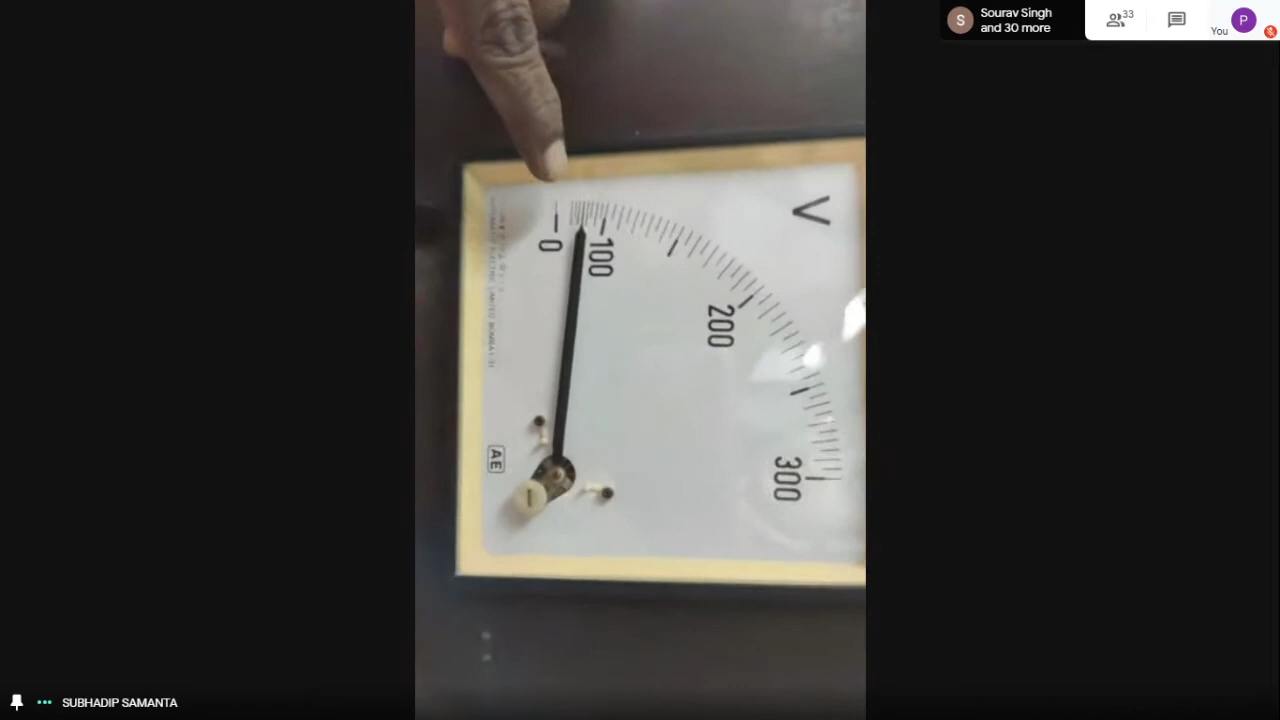 Sourav Singh
and 30 more
S
33
You
P
V
0
100
200
300
AE
SUBHADIP SAMANTA